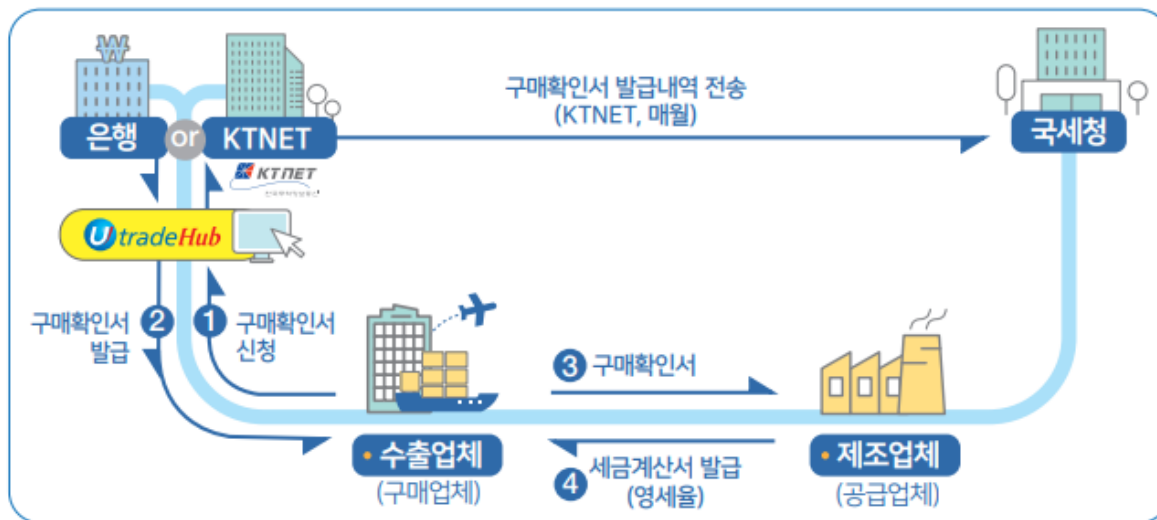 ₩
구매확인서 발급내역 전송
(KTNET, 매월)
은행 or KTNET
국세청
KTNET
UtradeHub
구매확인서
발급
2
1
구매확인서
신청
3 구매확인서
수출업체
(구매업체)
4
세금계산서 발급
(영세율)
제조업체
(공급업체)